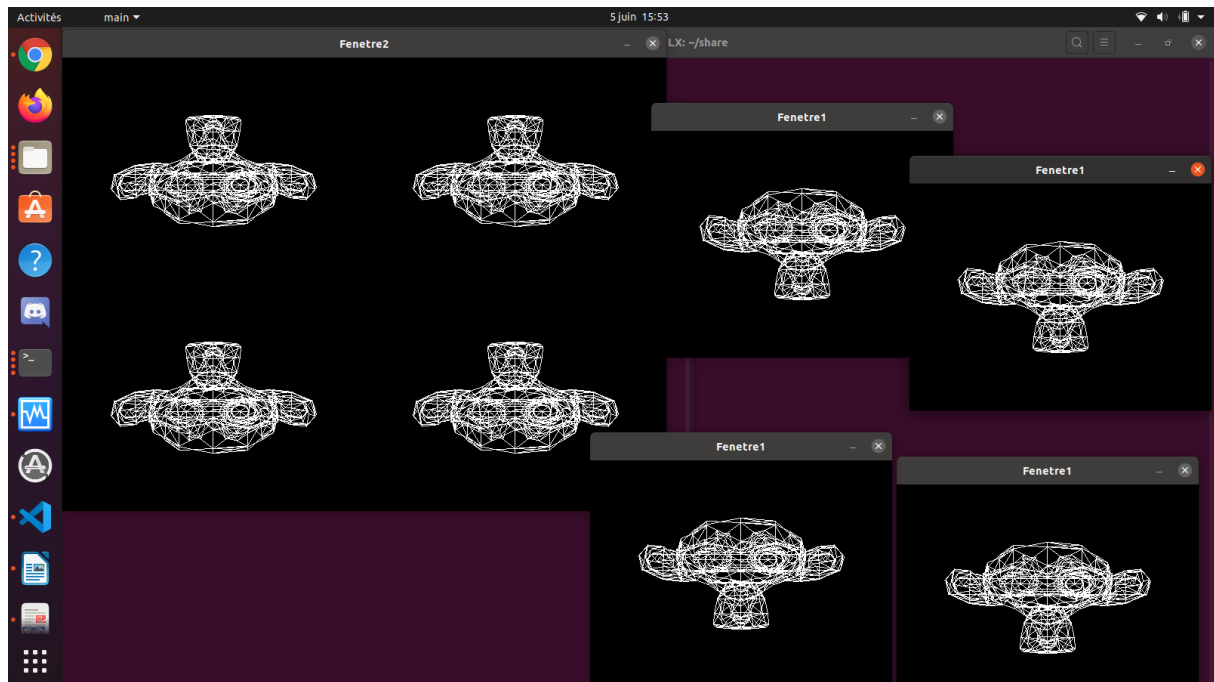 Activités
main
5 juin 15:53
Fenetre2
LX: ~/share
Fenetre1
Fenetre1
Fenetre1
Fenetre1